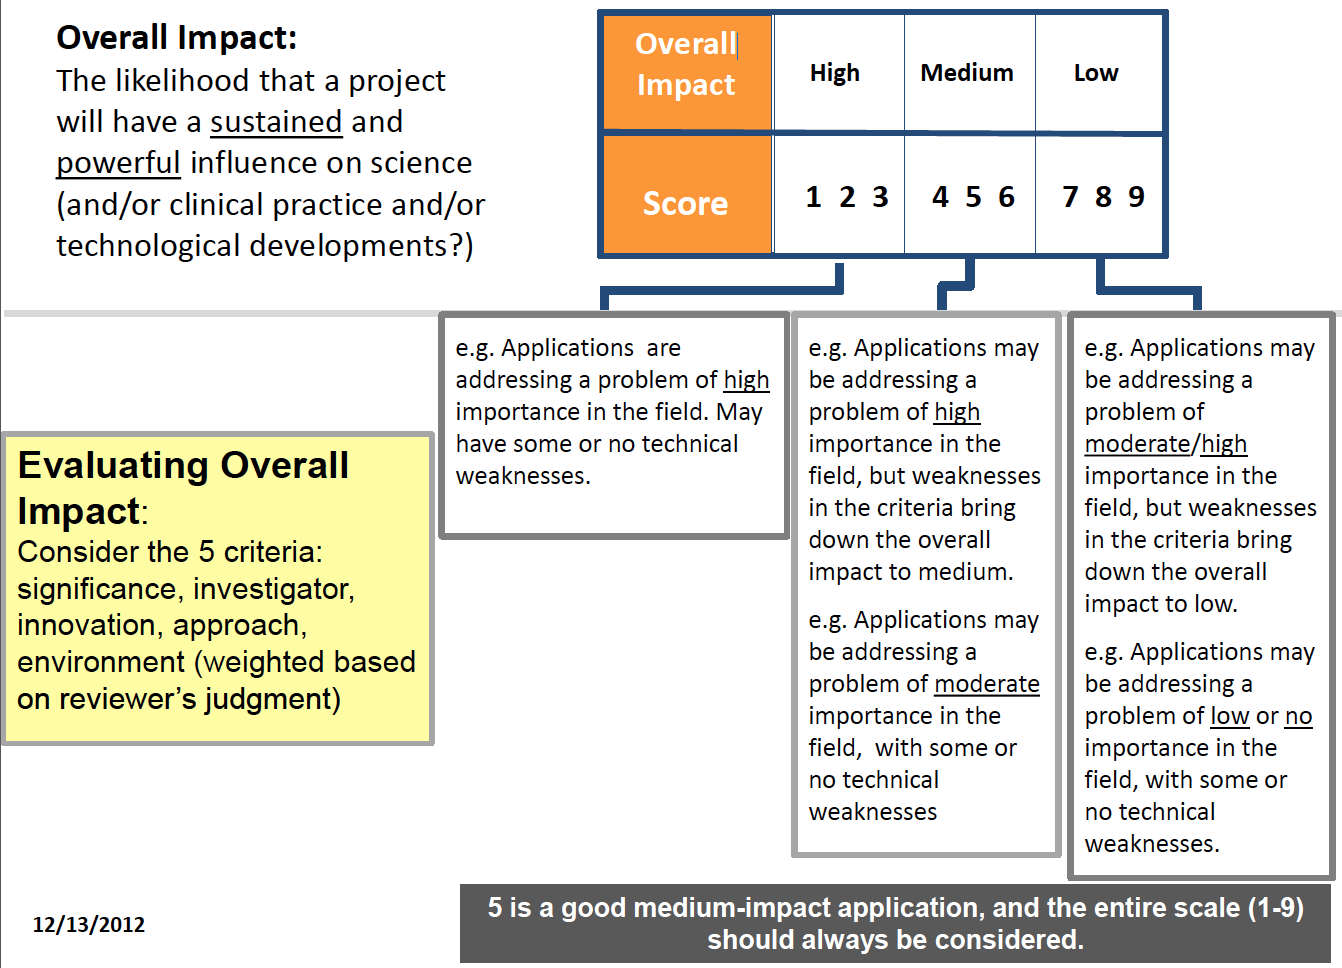 Overall Impact:
The likelihood that a project
will have a sustained and
powerful influence on science
(and/or clinical practice and/or
technological developments?)
Overall
Impact
High
Medium
Low
Score
1 2 3
4 5 6
7 8 9
Evaluating Overall
Impact:
Consider the 5 criteria:
significance, investigator,
innovation, approach,
environment (weighted based
on reviewer’s judgment)
e.g. Applications are
addressing a problem of high
importance in the field. May
have some or no technical
weaknesses.
e.g. Applications may
be addressing a
problem of high
importance in the
field, but weaknesses
in the criteria bring
down the overall
impact to medium.
e.g. Applications may
be addressing a
problem of moderate
importance in the
field, with some or
no technical
weaknesses
e.g. Applications may
be addressing a
problem of
moderate/high
importance in the
field, but weaknesses
in the criteria bring
down the overall
impact to low.
e.g. Applications may
be addressing a
problem of low or no
importance in the
field, with some or
no technical
weaknesses.
12/13/2012
5 is a good medium-impact application, and the entire scale (1-9)
should always be considered.